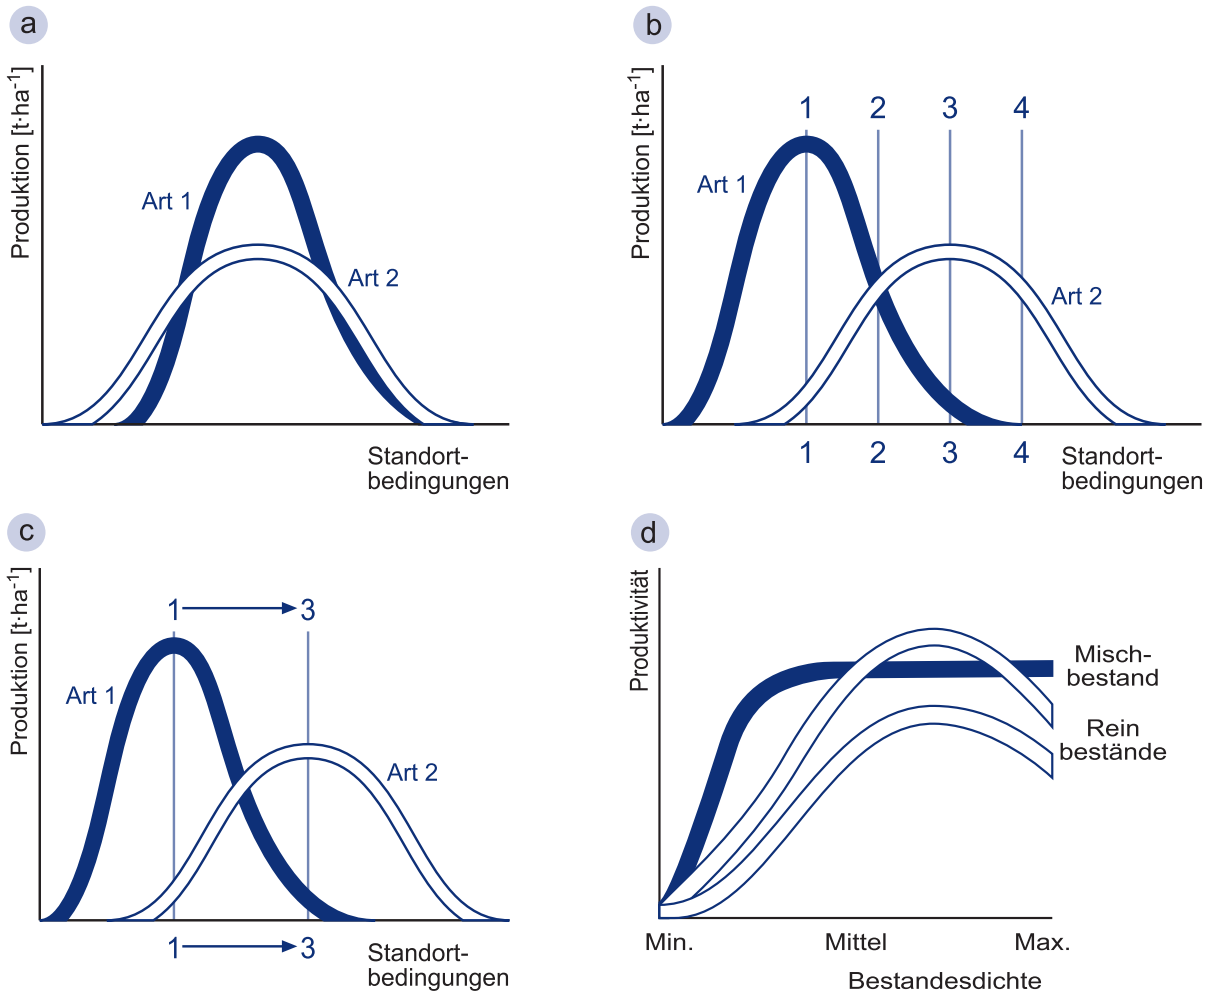 a
Produktion [t·ha⁻¹]
Art 1
Art 2
Standort-
bedingungen
b
Produktion [t·ha⁻¹]
1 2 3 4
Art 1
Art 2
1 2 3 4
Standort-
bedingungen
c
Produktion [t·ha⁻¹]
1 3
Art 1
Art 2
1 3
Standort-
bedingungen
d
Produktivität
Misch-
bestand
Rein
bestände
Min. Mittel Max.
Bestandesdichte